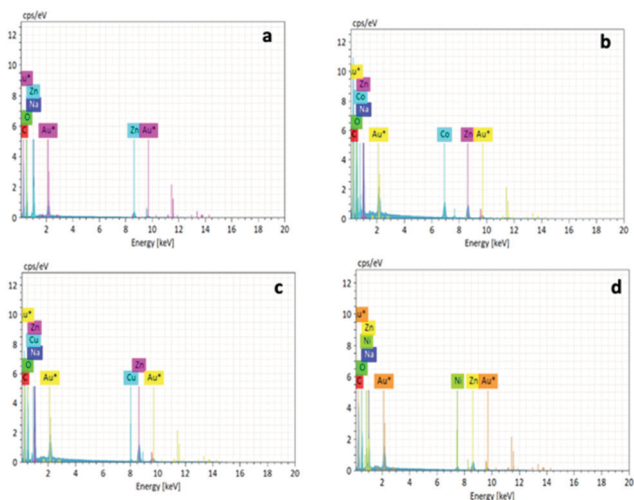 cps/eV
a
12
10
u*
Zn
8
Na
O
6
C Au* Zn Au*
4
2
0
2 4 6 8 10 12 14 16 18 20
Energy [keV]
cps/eV
b
12
10
u*
Zn
8
Co
Na
O
6
C Au* Co Zn Au*
4
2
0
2 4 6 8 10 12 14 16 18 20
Energy [keV]
cps/eV
c
12
10
u*
Zn
8
Cu
Na
O
6
C Au* Cu Zn Au*
4
2
0
2 4 6 8 10 12 14 16 18 20
Energy [keV]
cps/eV
d
12
10
u*
Zn
8
Ni
Na
O
6
C Au* Ni Zn Au*
4
2
0
2 4 6 8 10 12 14 16 18 20
Energy [keV]